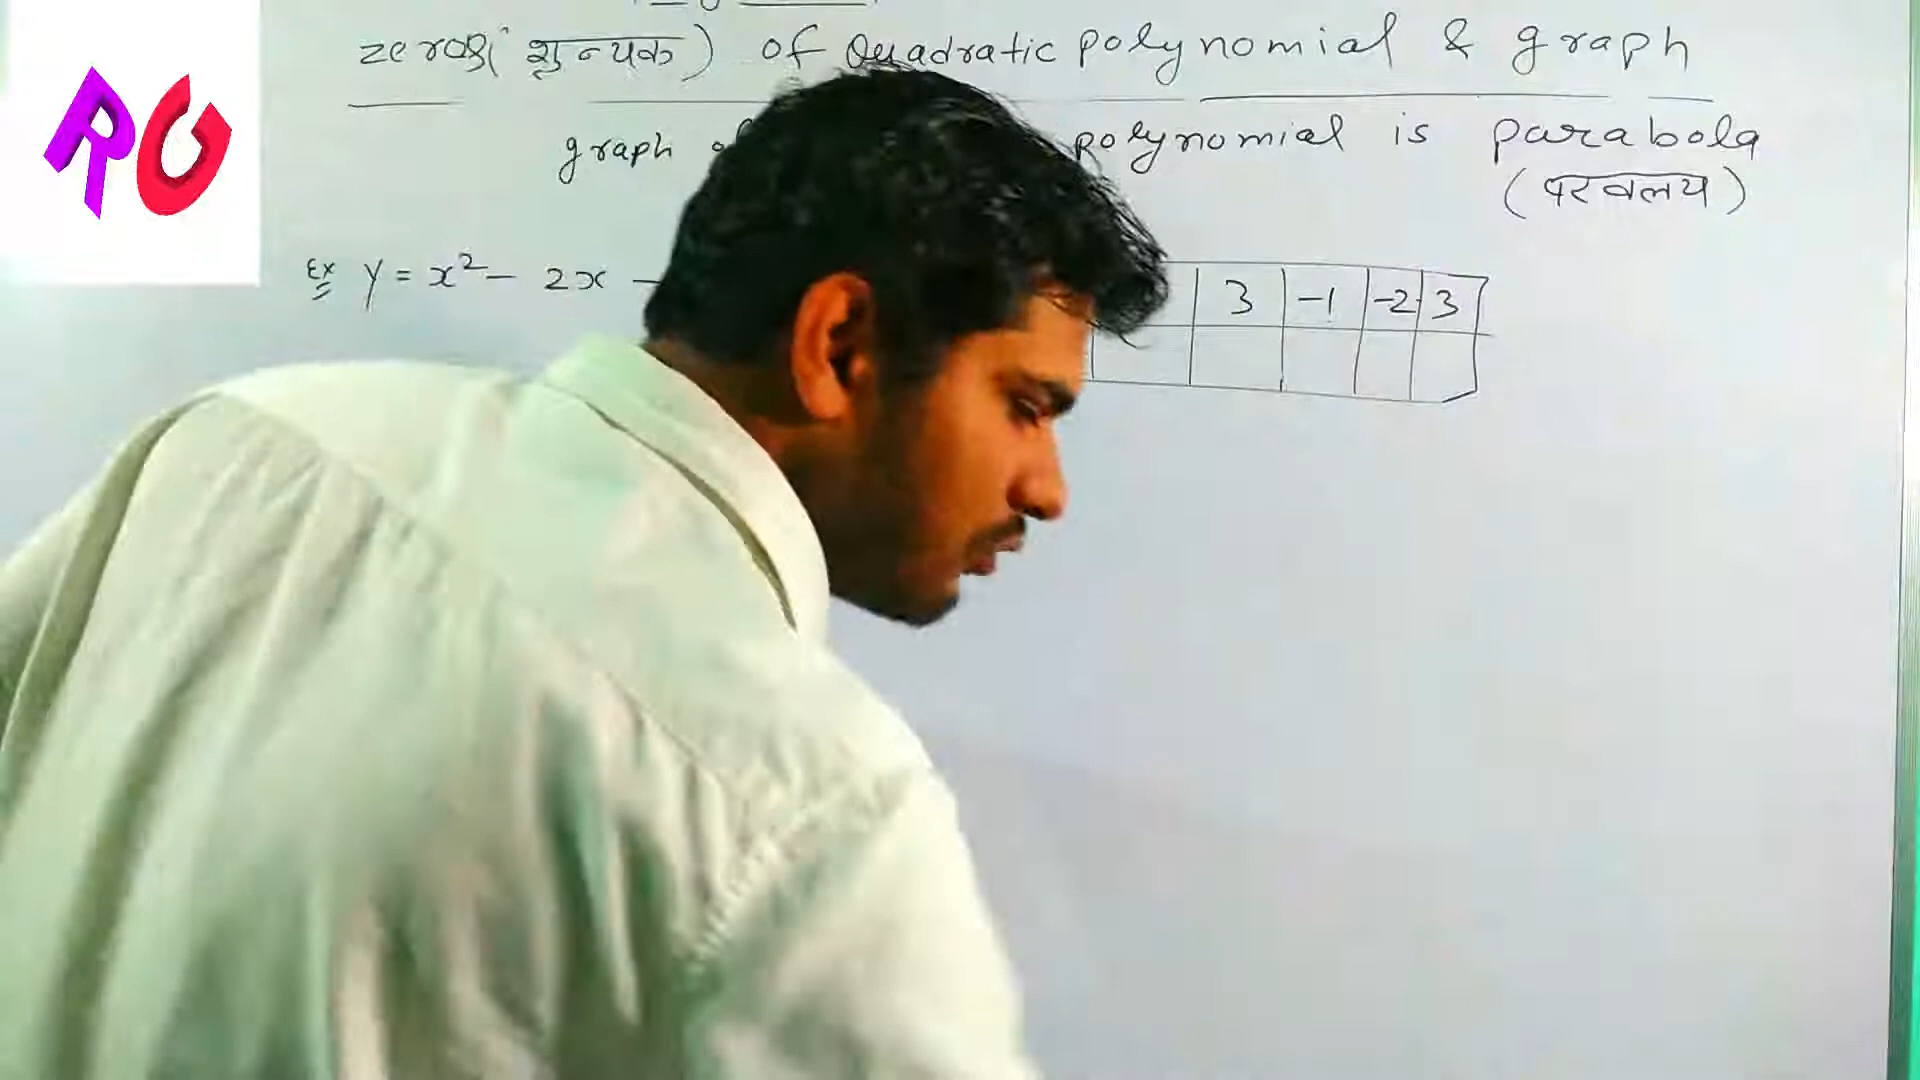 RG
zeros( शुन्यक ) of Quadratic polynomial & graph
graph polynomial is parabola
( परवलय )
Ex y = x² - 2x -
3 -1 -2 3